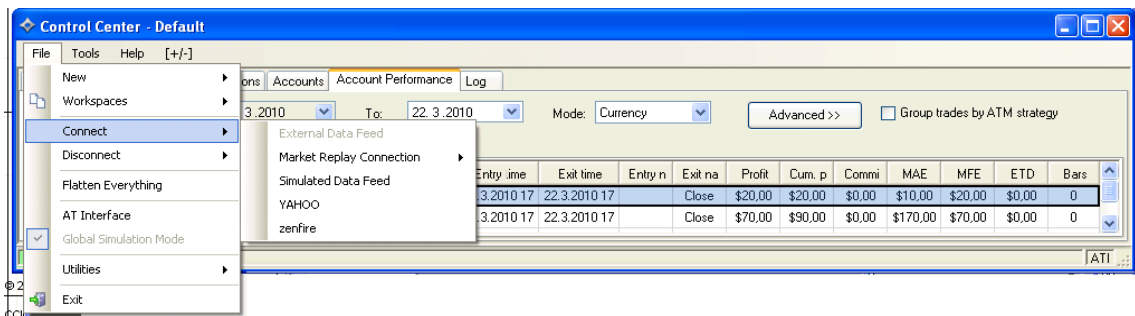 Control Center - Default
File Tools Help [+/-]
ons Accounts Account Performance Log
3.2010 To: 22. 3 .2010 Mode: Currency Advanced >> Group trades by ATM strategy
New
Workspaces
Connect
Disconnect
Flatten Everything
AT Interface
Global Simulation Mode
Utilities
Exit
External Data Feed
Market Replay Connection
Simulated Data Feed
YAHOO
zenfire
Entry .ime Exit time Entry n Exit na Profit Cum. p Commi MAE MFE ETD Bars
.3.2010 17 22.3.2010 17 Close $20,00 $20,00 $0,00 $10,00 $20,00 $0,00 0
.3.2010 17 22.3.2010 17 Close $70,00 $90,00 $0,00 $170,00 $70,00 $0,00 0
ATI
© 2